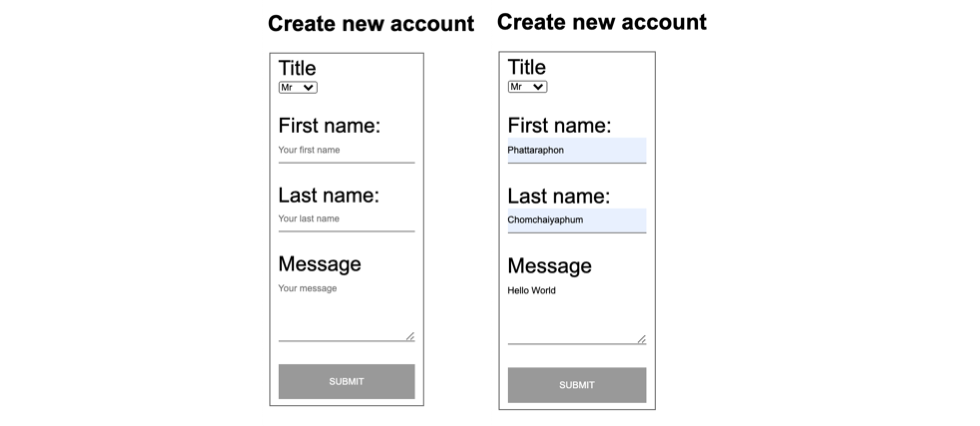 Create new account
Title
Mr
First name:
Your first name
Last name:
Your last name
Message
Your message
SUBMIT
Create new account
Title
Mr
First name:
Phattaraphon
Last name:
Chomchaiyaphum
Message
Hello World
SUBMIT